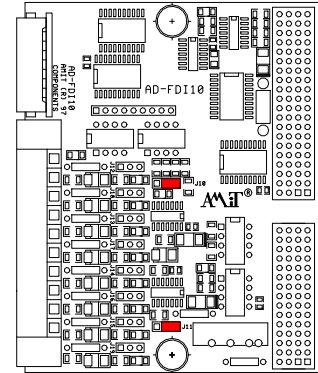 AD-FDI10
AMIT (R) 97
COMPONENTS
AD-FDI10
J10
AMiT®
J11